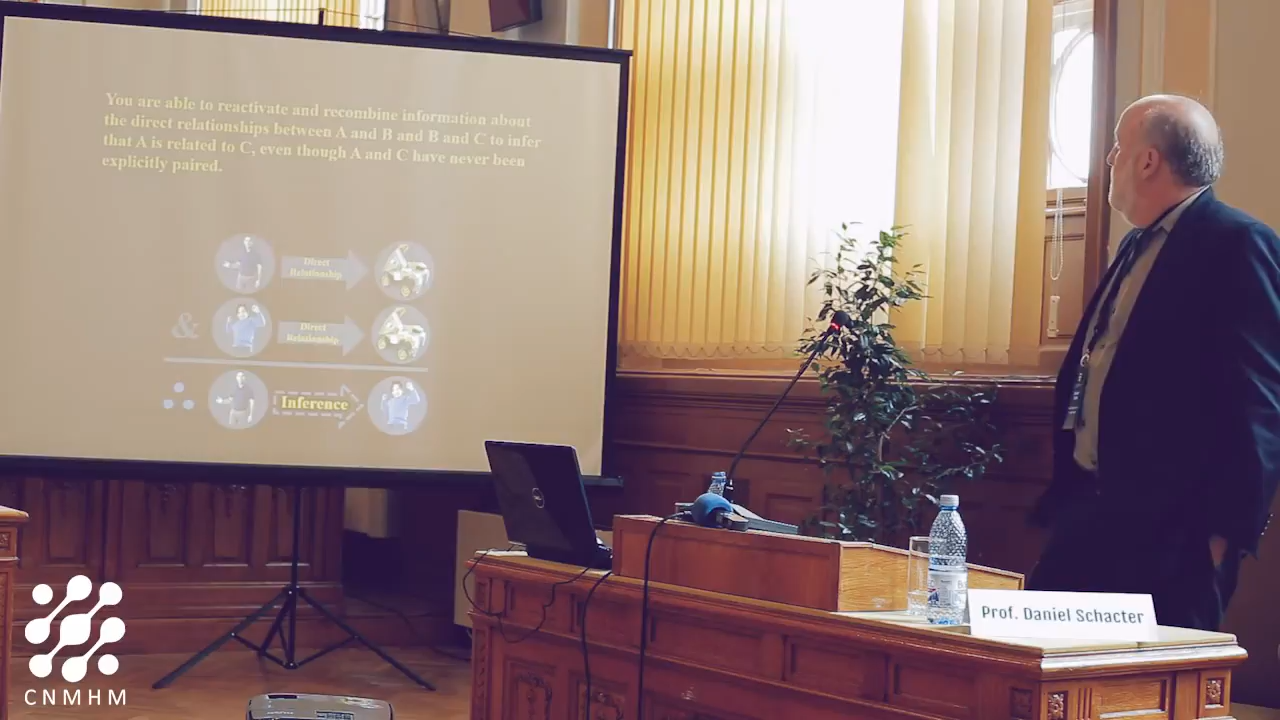 You are able to reactivate and recombine information about
the direct relationships between A and B and B and C to infer
that A is related to C, even though A and C have never been
explicitly paired.
Direct
Relationship
&
Direct
Relationship
Inference
Prof. Daniel Schacter
CNMHM